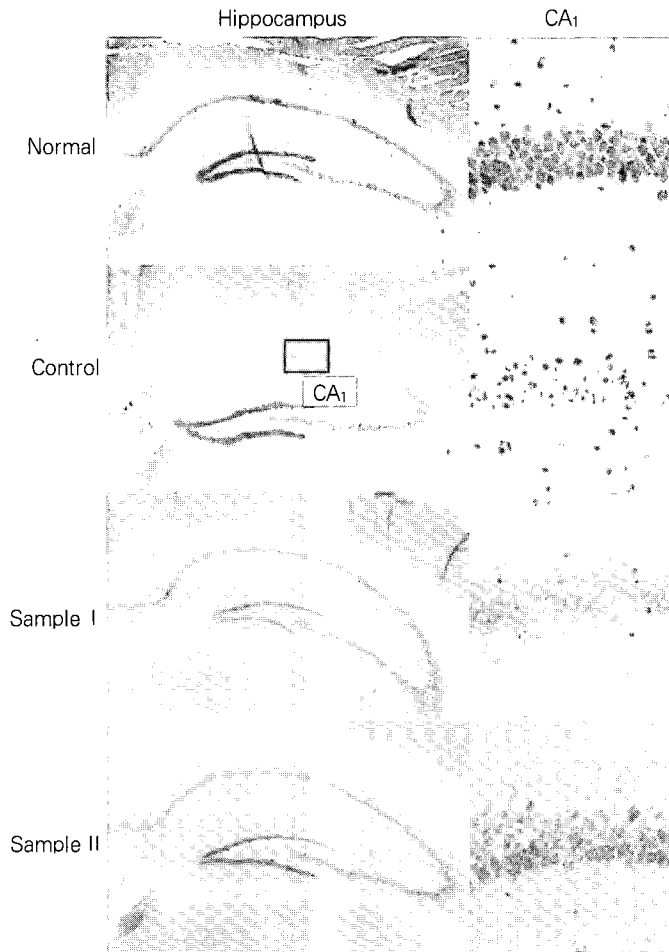 Hippocampus CA₁
Normal
Control
CA₁
Sample I
Sample II